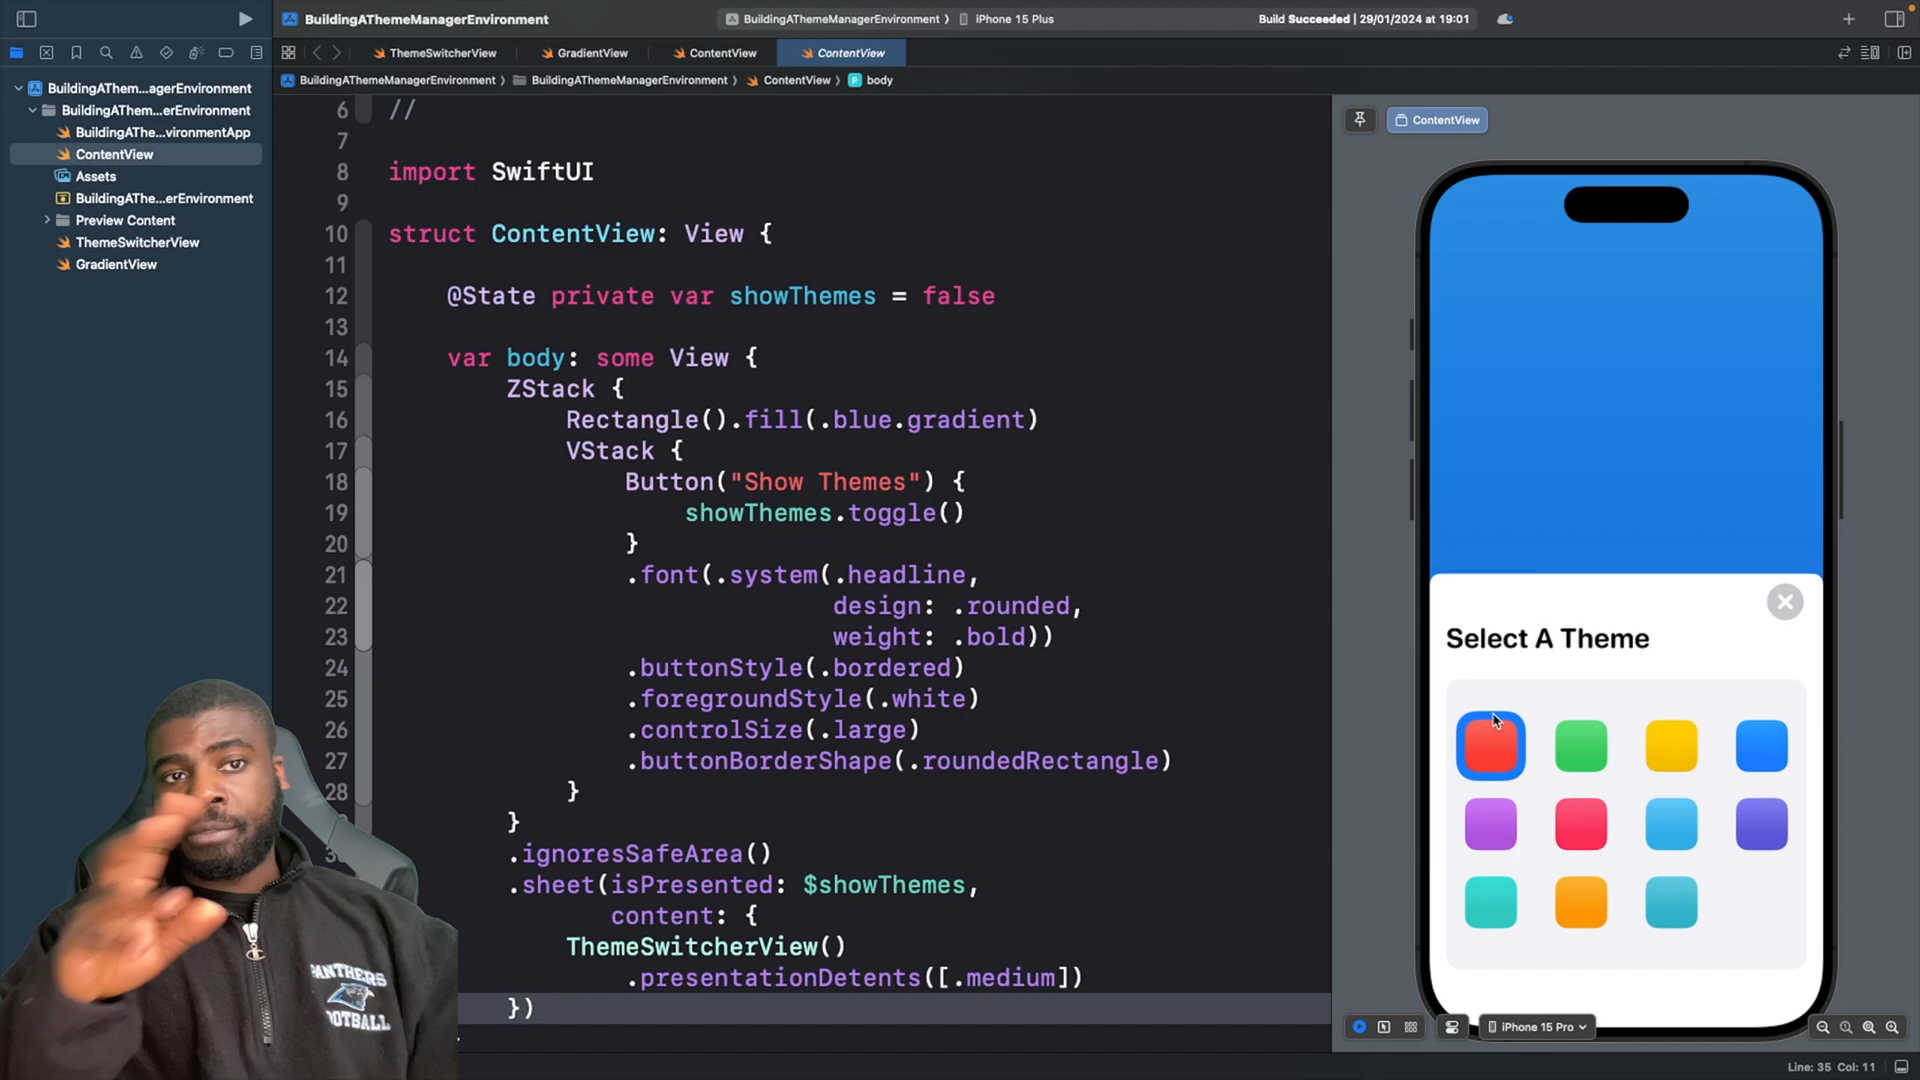 BuildingAThemeManagerEnvironment
BuildingAThemeManagerEnvironment
iPhone 15 Plus
Build Succeeded | 29/01/2024 at 19:01
ThemeSwitcherView
GradientView
ContentView
ContentView
BuildingAThemeManagerEnvironment
BuildingAThemeManagerEnvironment
ContentView
body
BuildingAThem...agerEnvironment
BuildingAThem...erEnvironment
BuildingAThe...vironmentApp
ContentView
Assets
BuildingAThe...erEnvironment
Preview Content
ThemeSwitcherView
GradientView
6 //
7
8 import SwiftUI
9
10 struct ContentView: View {
11
12 @State private var showThemes = false
13
14 var body: some View {
15 ZStack {
16 Rectangle().fill(.blue.gradient)
17 VStack {
18 Button("Show Themes") {
19 showThemes.toggle()
20 }
21 .font(.system(.headline,
22 design: .rounded,
23 weight: .bold))
24 .buttonStyle(.bordered)
25 .foregroundStyle(.white)
26 .controlSize(.large)
27 .buttonBorderShape(.roundedRectangle)
28 }
}
.ignoresSafeArea()
.sheet(isPresented: $showThemes,
content: {
ThemeSwitcherView()
.presentationDetents([.medium])
})
ContentView
Select A Theme
iPhone 15 Pro
Line: 35 Col: 11
PANTHERS
FOOTBALL